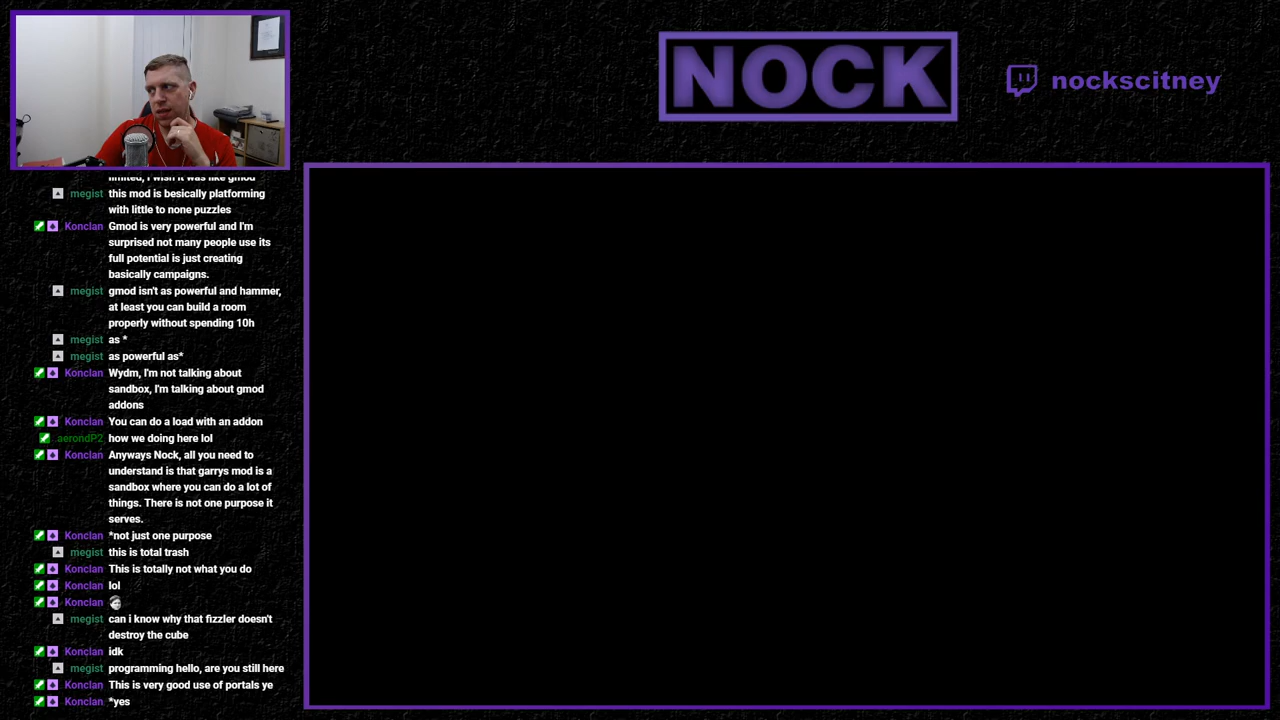 NOCK
nockscitney
limited, i wish it was like gmod
megist this mod is besically platforming
with little to none puzzles
Konclan Gmod is very powerful and I'm
surprised not many people use its
full potential is just creating
basically campaigns.
megist gmod isn't as powerful and hammer,
at least you can build a room
properly without spending 10h
megist as *
megist as powerful as*
Konclan Wydm, I'm not talking about
sandbox, I'm talking about gmod
addons
Konclan You can do a load with an addon
aerondP2 how we doing here lol
Konclan Anyways Nock, all you need to
understand is that garrys mod is a
sandbox where you can do a lot of
things. There is not one purpose it
serves.
Konclan *not just one purpose
megist this is total trash
Konclan This is totally not what you do
Konclan lol
Konclan
megist can i know why that fizzler doesn't
destroy the cube
Konclan idk
megist programming hello, are you still here
Konclan This is very good use of portals ye
Konclan *yes